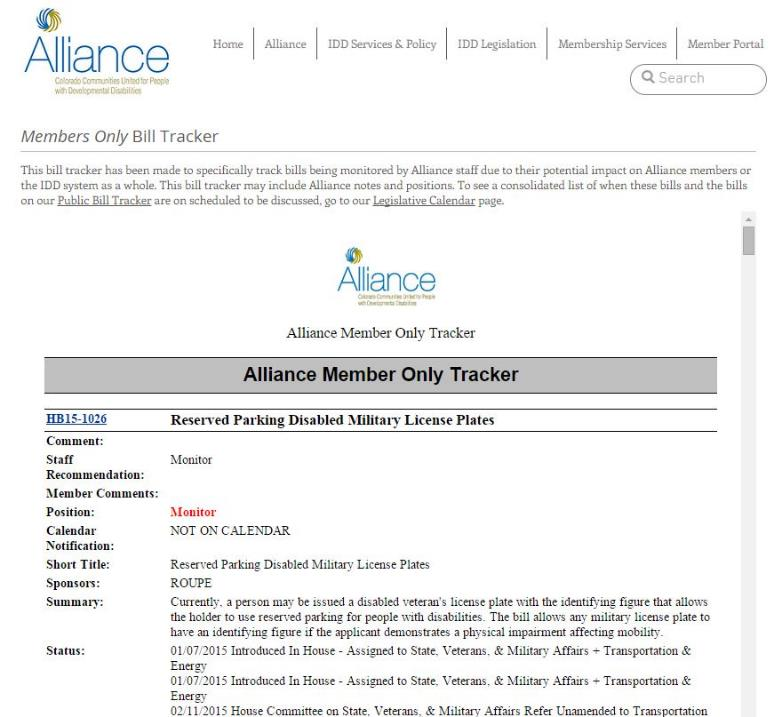 Alliance
Colorado Communities United for People
with Developmental Disabilities
Home
Alliance
IDD Services & Policy
IDD Legislation
Membership Services
Member Portal
Search
Members Only Bill Tracker
This bill tracker has been made to specifically track bills being monitored by Alliance staff due to their potential impact on Alliance members or
the IDD system as a whole. This bill tracker may include Alliance notes and positions. To see a consolidated list of when these bills and the bills
on our Public Bill Tracker are on scheduled to be discussed, go to our Legislative Calendar page.
Alliance
Colorado Communities United for People
with Developmental Disabilities
Alliance Member Only Tracker
Alliance Member Only Tracker
HB15-1026 Reserved Parking Disabled Military License Plates
Comment:
Staff Monitor
Recommendation:
Member Comments:
Position: Monitor
Calendar NOT ON CALENDAR
Notification:
Short Title: Reserved Parking Disabled Military License Plates
Sponsors: ROUPE
Summary: Currently, a person may be issued a disabled veteran's license plate with the identifying figure that allows
the holder to use reserved parking for people with disabilities. The bill allows any military license plate to
have an identifying figure if the applicant demonstrates a physical impairment affecting mobility.
Status: 01/07/2015 Introduced In House - Assigned to State, Veterans, & Military Affairs + Transportation &
Energy
01/07/2015 Introduced In House - Assigned to State, Veterans, & Military Affairs + Transportation &
Energy
02/11/2015 House Committee on State, Veterans, & Military Affairs Refer Unamended to Transportation